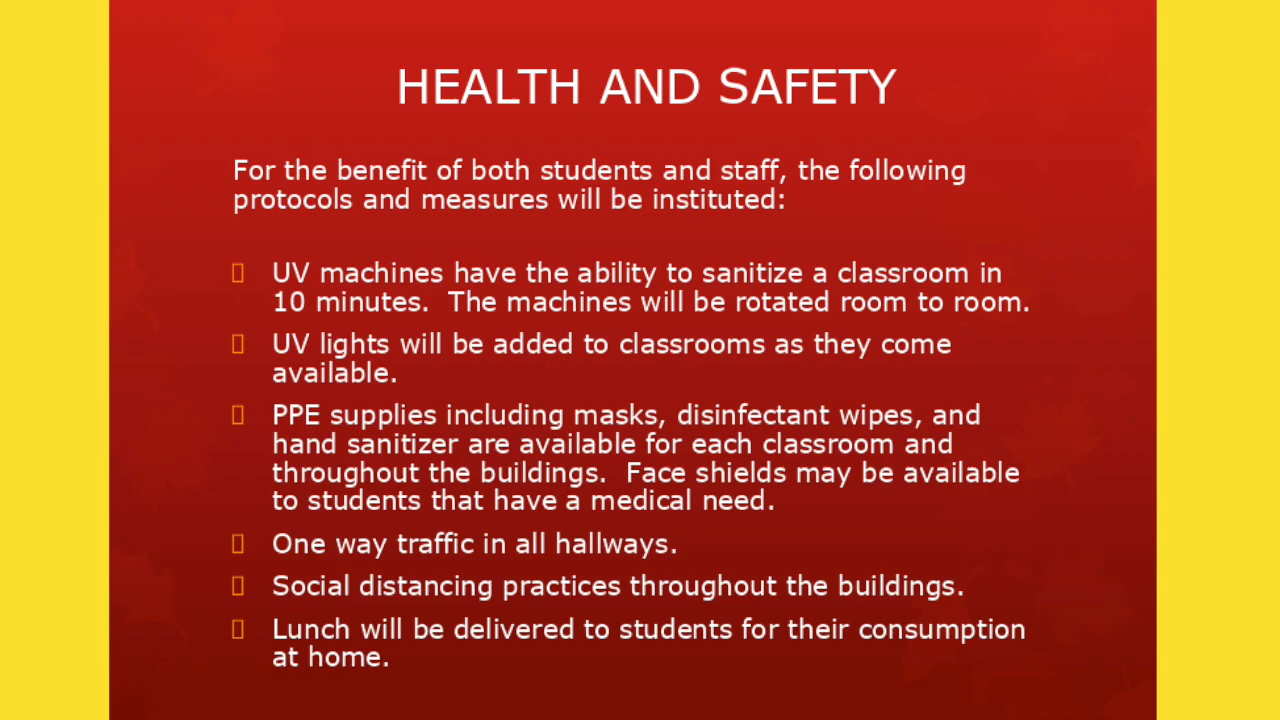 HEALTH AND SAFETY
For the benefit of both students and staff, the following
protocols and measures will be instituted:
UV machines have the ability to sanitize a classroom in
10 minutes.  The machines will be rotated room to room.
UV lights will be added to classrooms as they come
available.
PPE supplies including masks, disinfectant wipes, and
hand sanitizer are available for each classroom and
throughout the buildings.  Face shields may be available
to students that have a medical need.
One way traffic in all hallways.
Social distancing practices throughout the buildings.
Lunch will be delivered to students for their consumption
at home.